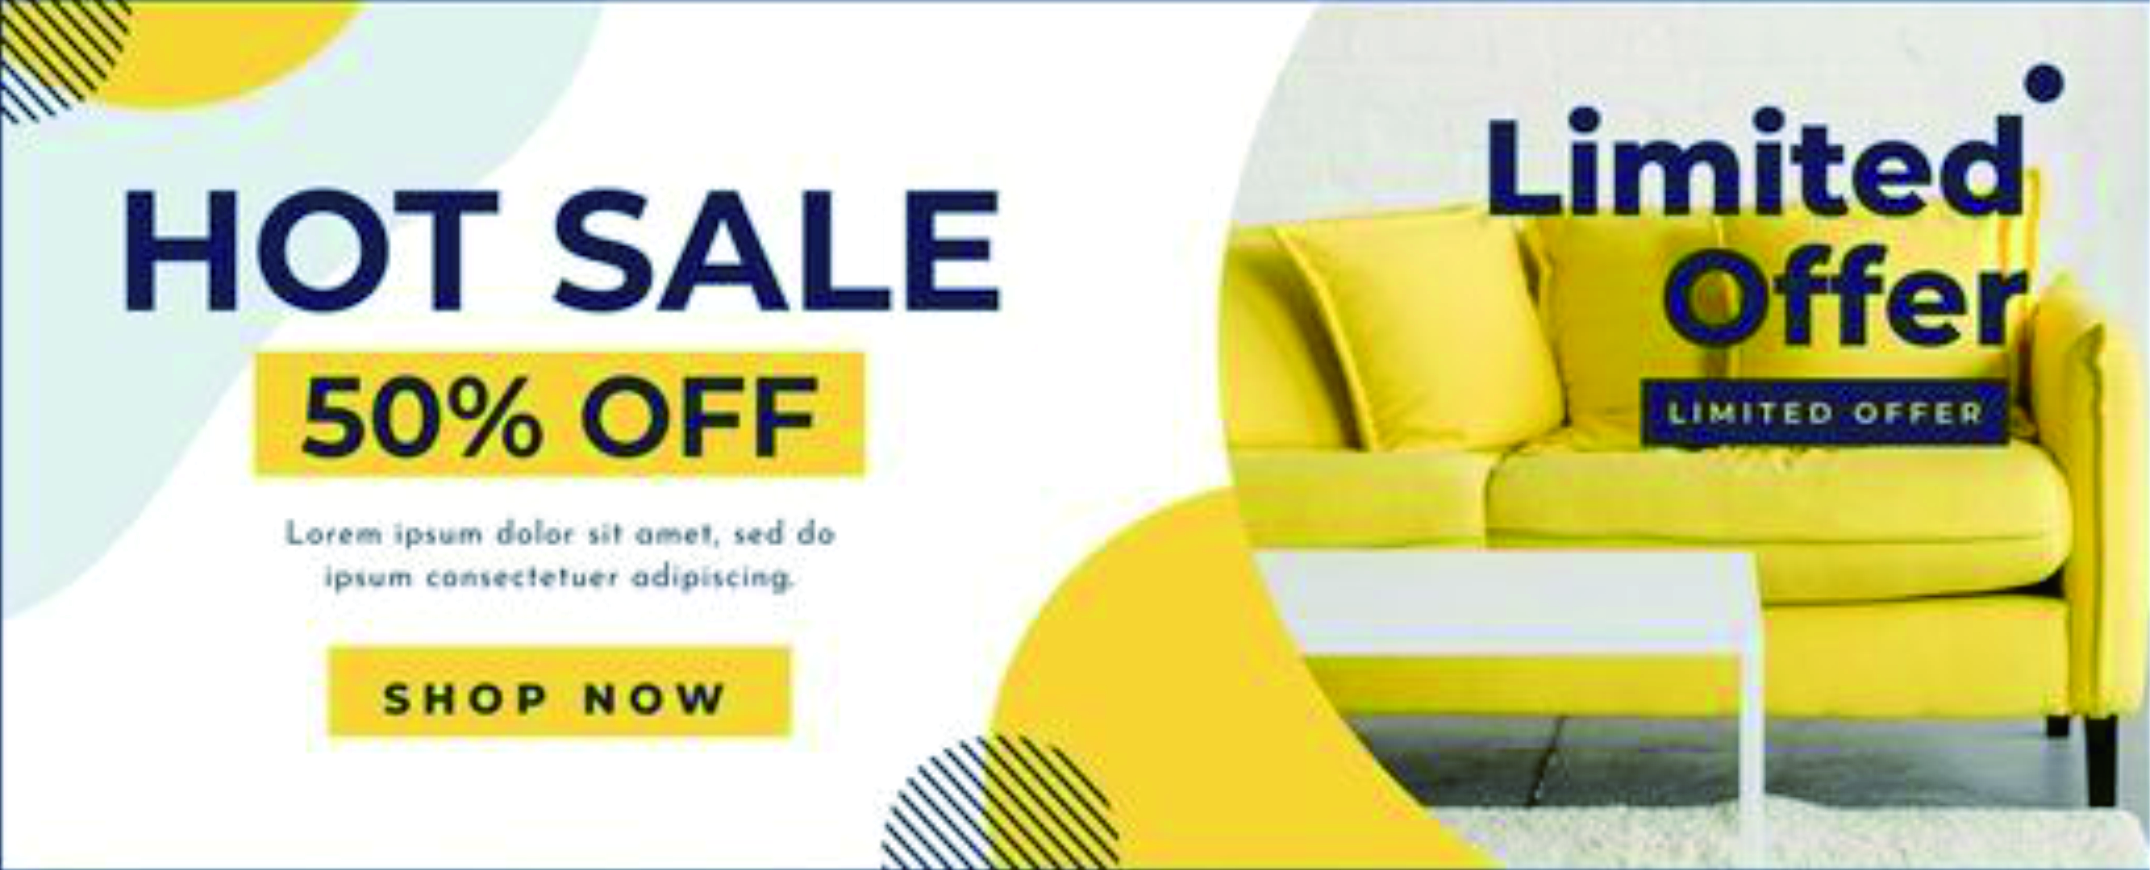 HOT SALE
50% OFF
Lorem ipsum dolor sit amet, sed do
ipsum consectetuer adipiscing.
SHOP NOW
Limited
Offer
LIMITED OFFER